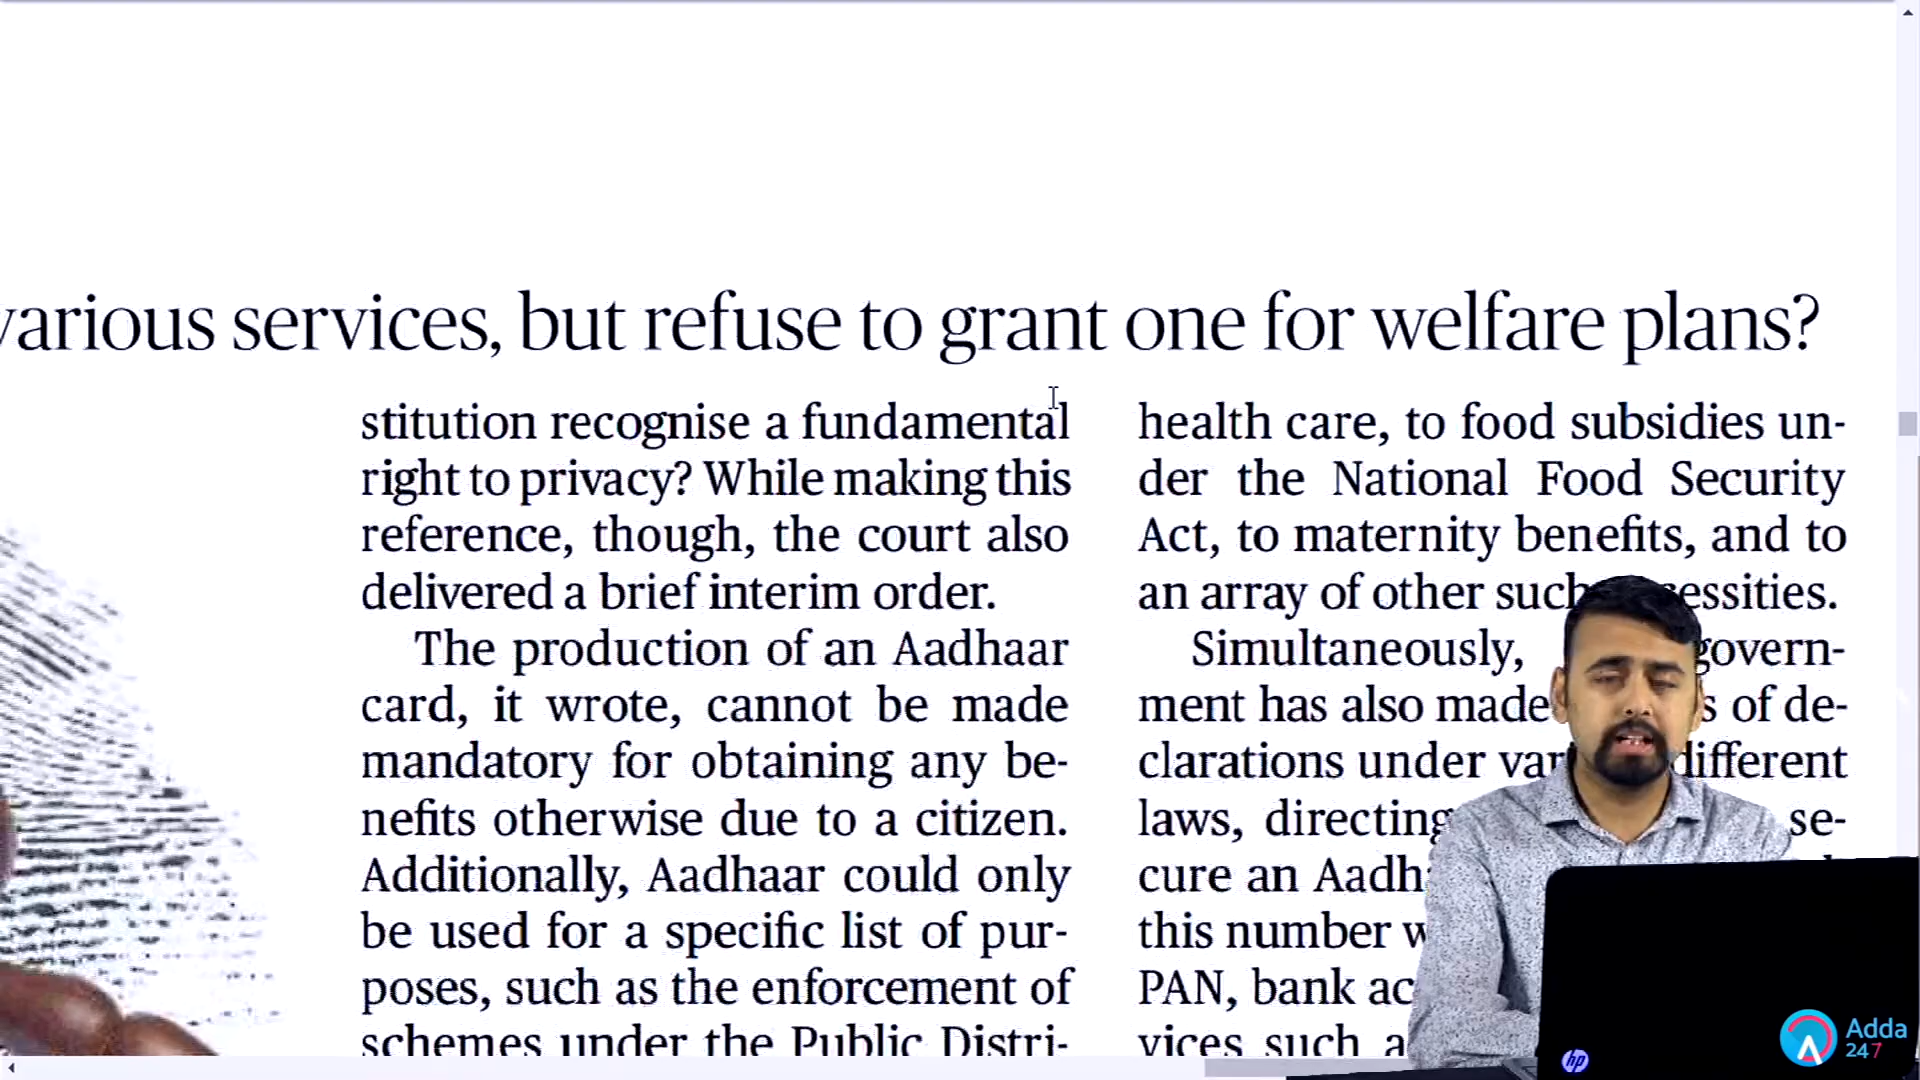 various services, but refuse to grant one for welfare plans?
stitution recognise a fundamental
right to privacy? While making this
reference, though, the court also
delivered a brief interim order.
The production of an Aadhaar
card, it wrote, cannot be made
mandatory for obtaining any be-
nefits otherwise due to a citizen.
Additionally, Aadhaar could only
be used for a specific list of pur-
poses, such as the enforcement of
schemes under the Public Distri-
health care, to food subsidies un-
der the National Food Security
Act, to maternity benefits, and to
an array of other such
Simultaneously, govern-
ment has also made of de-
clarations under different
laws, directing se-
cure an
this number
PAN, bank
vices such
hp
Adda
247